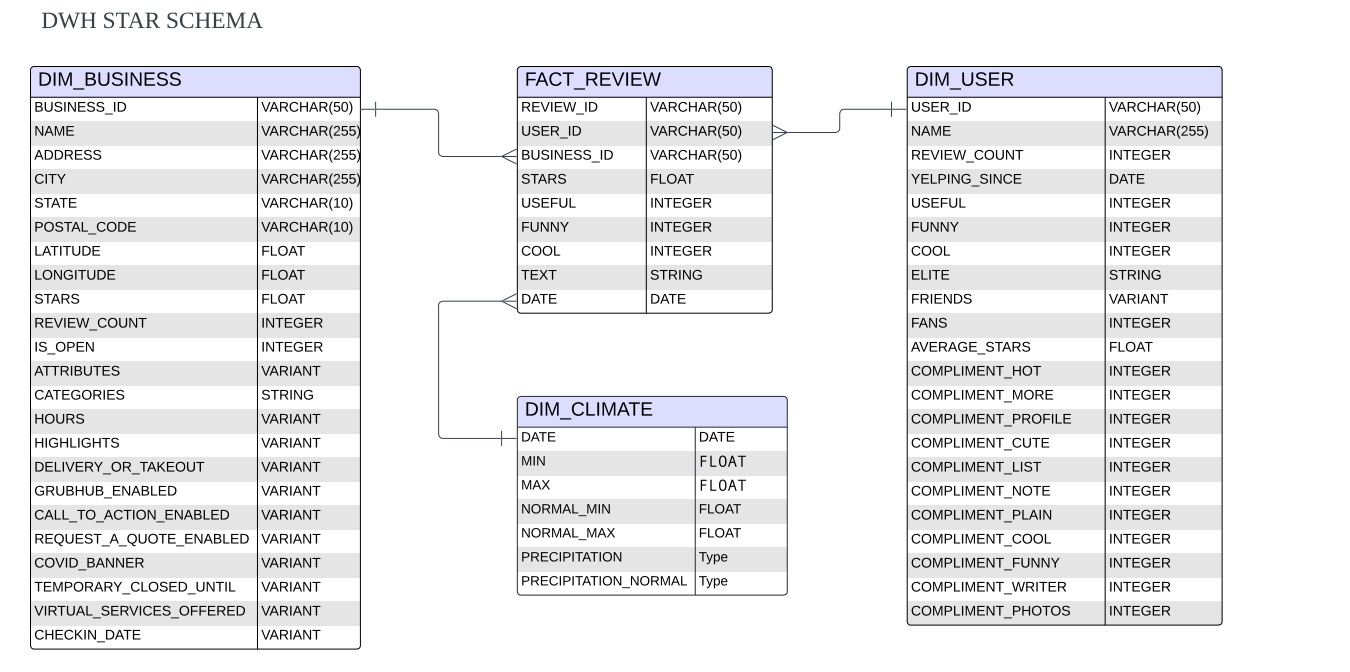 DWH STAR SCHEMA
DIM_BUSINESS
BUSINESS_ID VARCHAR(50)
NAME VARCHAR(255)
ADDRESS VARCHAR(255)
CITY VARCHAR(255)
STATE VARCHAR(10)
POSTAL_CODE VARCHAR(10)
LATITUDE FLOAT
LONGITUDE FLOAT
STARS FLOAT
REVIEW_COUNT INTEGER
IS_OPEN INTEGER
ATTRIBUTES VARIANT
CATEGORIES STRING
HOURS VARIANT
HIGHLIGHTS VARIANT
DELIVERY_OR_TAKEOUT VARIANT
GRUBHUB_ENABLED VARIANT
CALL_TO_ACTION_ENABLED VARIANT
REQUEST_A_QUOTE_ENABLED VARIANT
COVID_BANNER VARIANT
TEMPORARY_CLOSED_UNTIL VARIANT
VIRTUAL_SERVICES_OFFERED VARIANT
CHECKIN_DATE VARIANT
FACT_REVIEW
REVIEW_ID VARCHAR(50)
USER_ID VARCHAR(50)
BUSINESS_ID VARCHAR(50)
STARS FLOAT
USEFUL INTEGER
FUNNY INTEGER
COOL INTEGER
TEXT STRING
DATE DATE
DIM_CLIMATE
DATE DATE
MIN FLOAT
MAX FLOAT
NORMAL_MIN FLOAT
NORMAL_MAX FLOAT
PRECIPITATION Type
PRECIPITATION_NORMAL Type
DIM_USER
USER_ID VARCHAR(50)
NAME VARCHAR(255)
REVIEW_COUNT INTEGER
YELPING_SINCE DATE
USEFUL INTEGER
FUNNY INTEGER
COOL INTEGER
ELITE STRING
FRIENDS VARIANT
FANS INTEGER
AVERAGE_STARS FLOAT
COMPLIMENT_HOT INTEGER
COMPLIMENT_MORE INTEGER
COMPLIMENT_PROFILE INTEGER
COMPLIMENT_CUTE INTEGER
COMPLIMENT_LIST INTEGER
COMPLIMENT_NOTE INTEGER
COMPLIMENT_PLAIN INTEGER
COMPLIMENT_COOL INTEGER
COMPLIMENT_FUNNY INTEGER
COMPLIMENT_WRITER INTEGER
COMPLIMENT_PHOTOS INTEGER